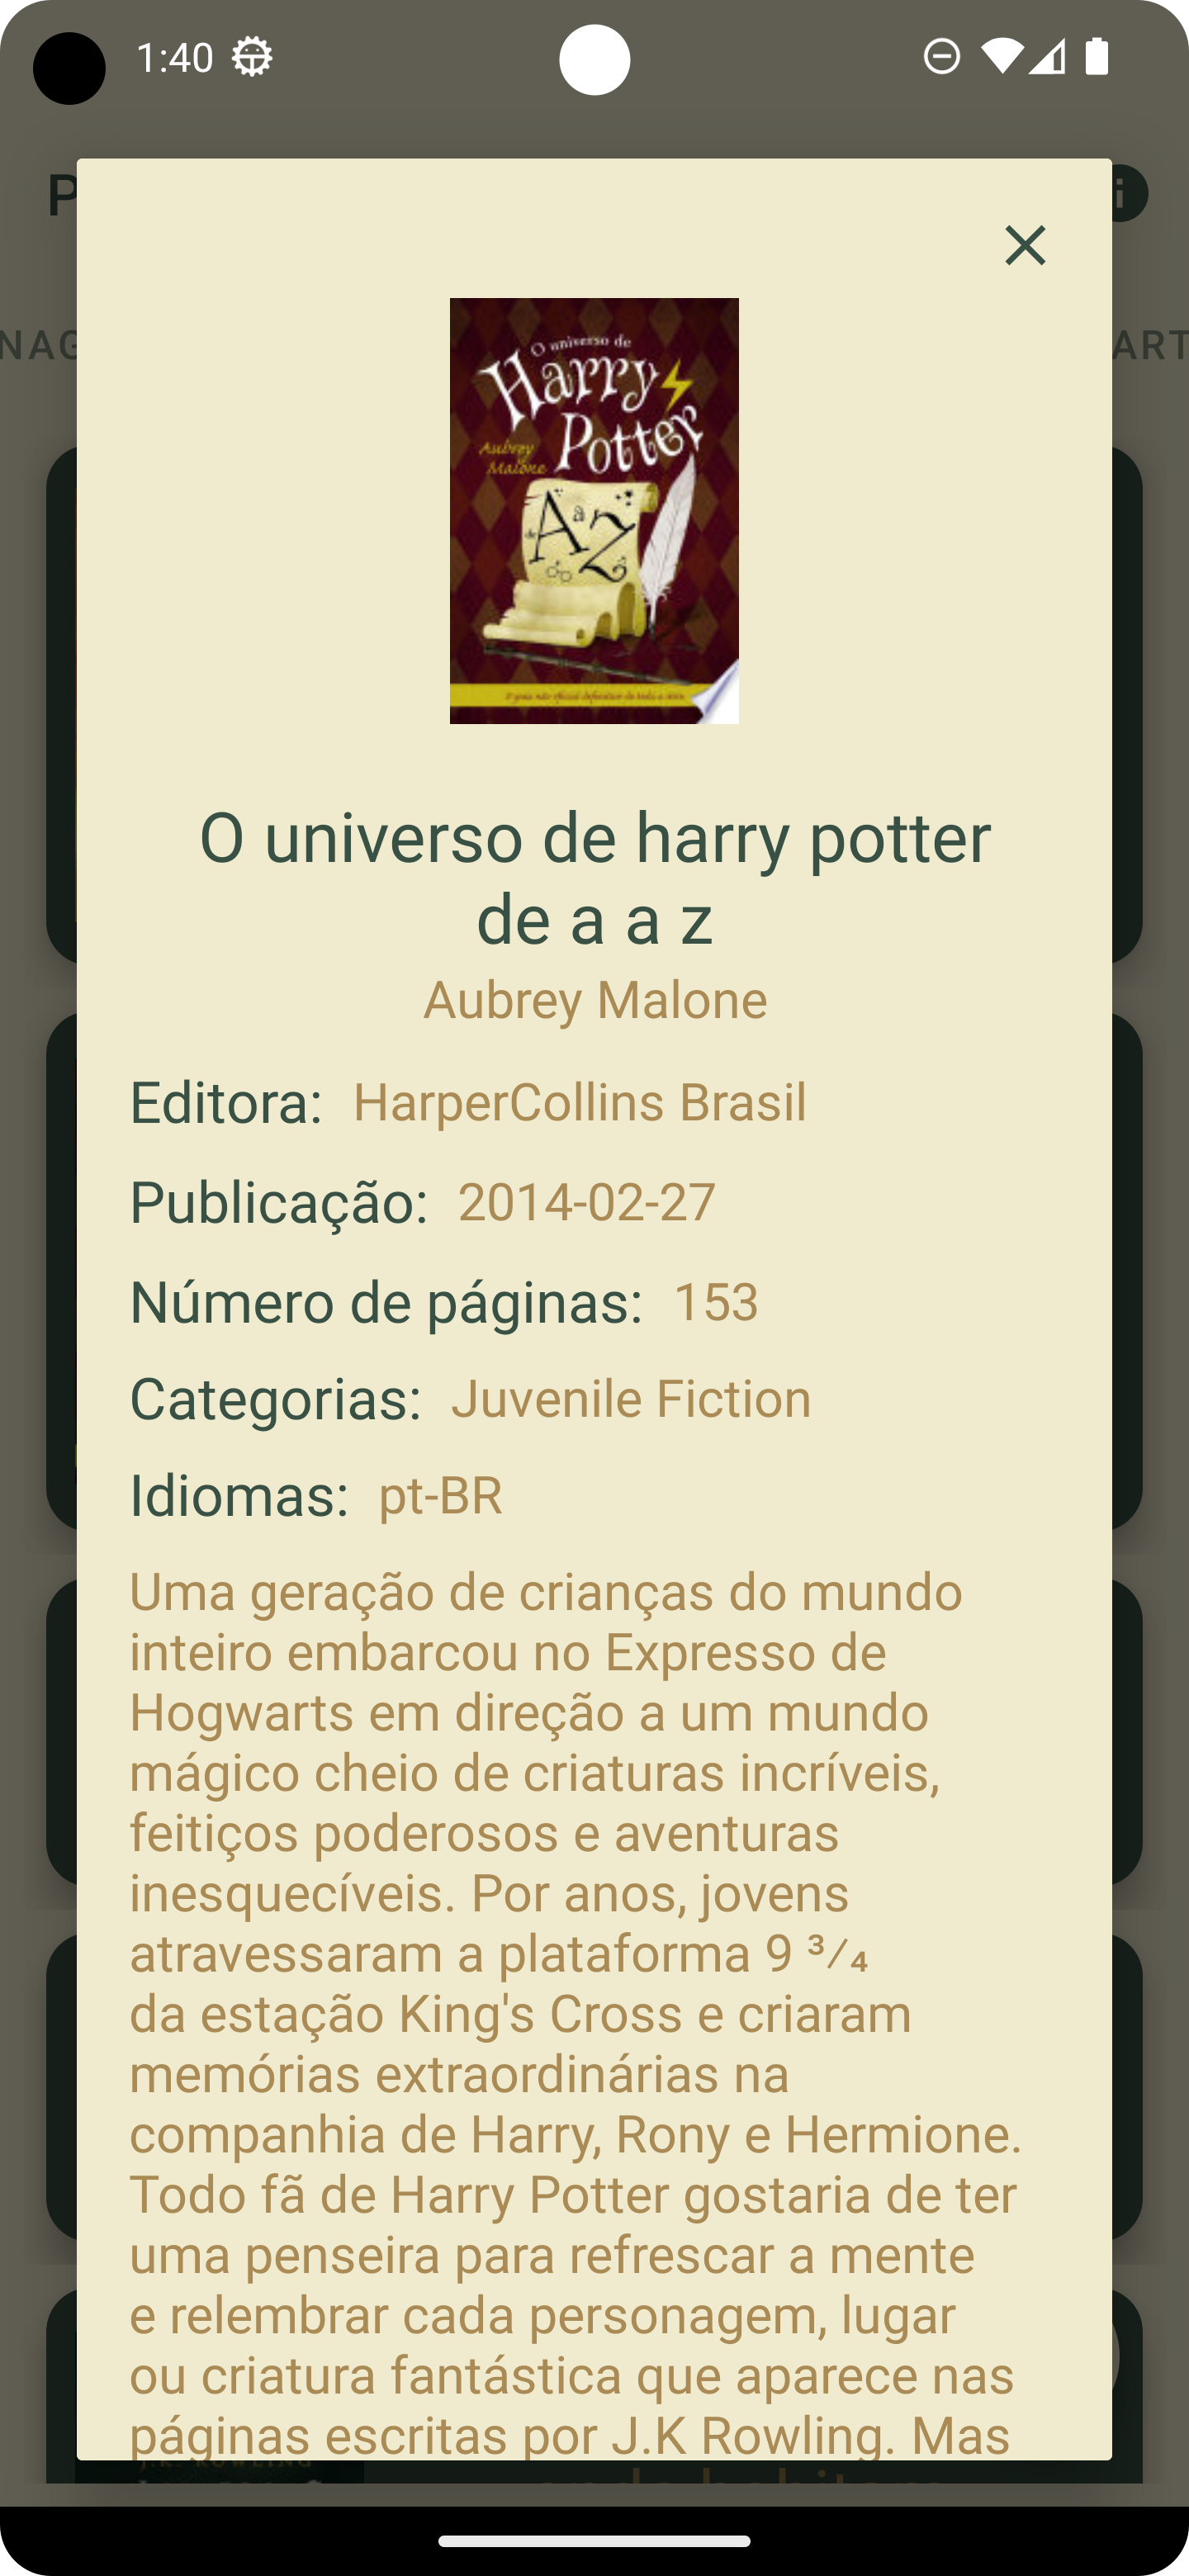 1:40
P
i
NAG
ART
O universo de
Harry
Potter
Aubrey
Malone
de A a Z
O universo de harry potter
de a a z
Aubrey Malone
Editora: HarperCollins Brasil
Publicação: 2014-02-27
Número de páginas: 153
Categorias: Juvenile Fiction
Idiomas: pt-BR
Uma geração de crianças do mundo
inteiro embarcou no Expresso de
Hogwarts em direção a um mundo
mágico cheio de criaturas incríveis,
feitiços poderosos e aventuras
inesquecíveis. Por anos, jovens
atravessaram a plataforma 9 ³⁄₄
da estação King's Cross e criaram
memórias extraordinárias na
companhia de Harry, Rony e Hermione.
Todo fã de Harry Potter gostaria de ter
uma penseira para refrescar a mente
e relembrar cada personagem, lugar
ou criatura fantástica que aparece nas
páginas escritas por J.K Rowling. Mas